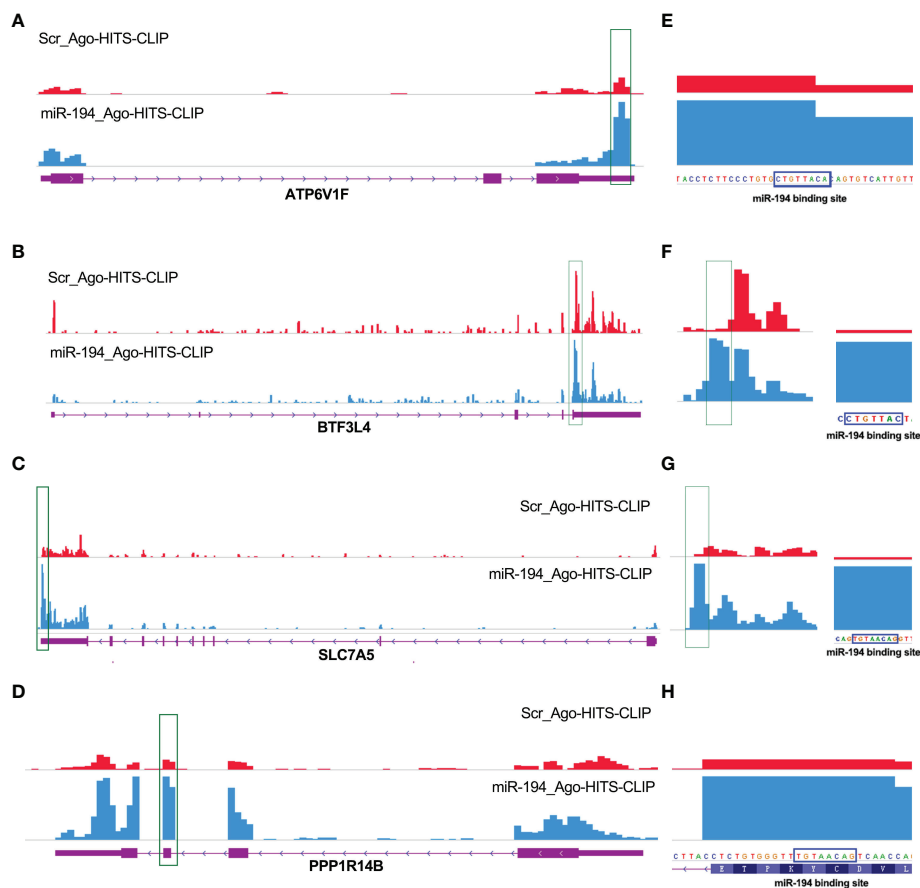 A
Scr_Ago-HITS-CLIP
miR-194_Ago-HITS-CLIP
ATP6V1F
E
TACCTCTTCCCTGTGCTGTTACACAGTGTCATTGTT
miR-194 binding site
B
Scr_Ago-HITS-CLIP
miR-194_Ago-HITS-CLIP
BTF3L4
F
CCTGTTACT
miR-194 binding site
C
Scr_Ago-HITS-CLIP
miR-194_Ago-HITS-CLIP
SLC7A5
G
CAGTGTAACAGGTT
miR-194 binding site
D
Scr_Ago-HITS-CLIP
miR-194_Ago-HITS-CLIP
PPP1R14B
H
CTTACCTCTGTGGGTTTGTAACAGTCAACCAG
E T P K Y C D V L
miR-194 binding site